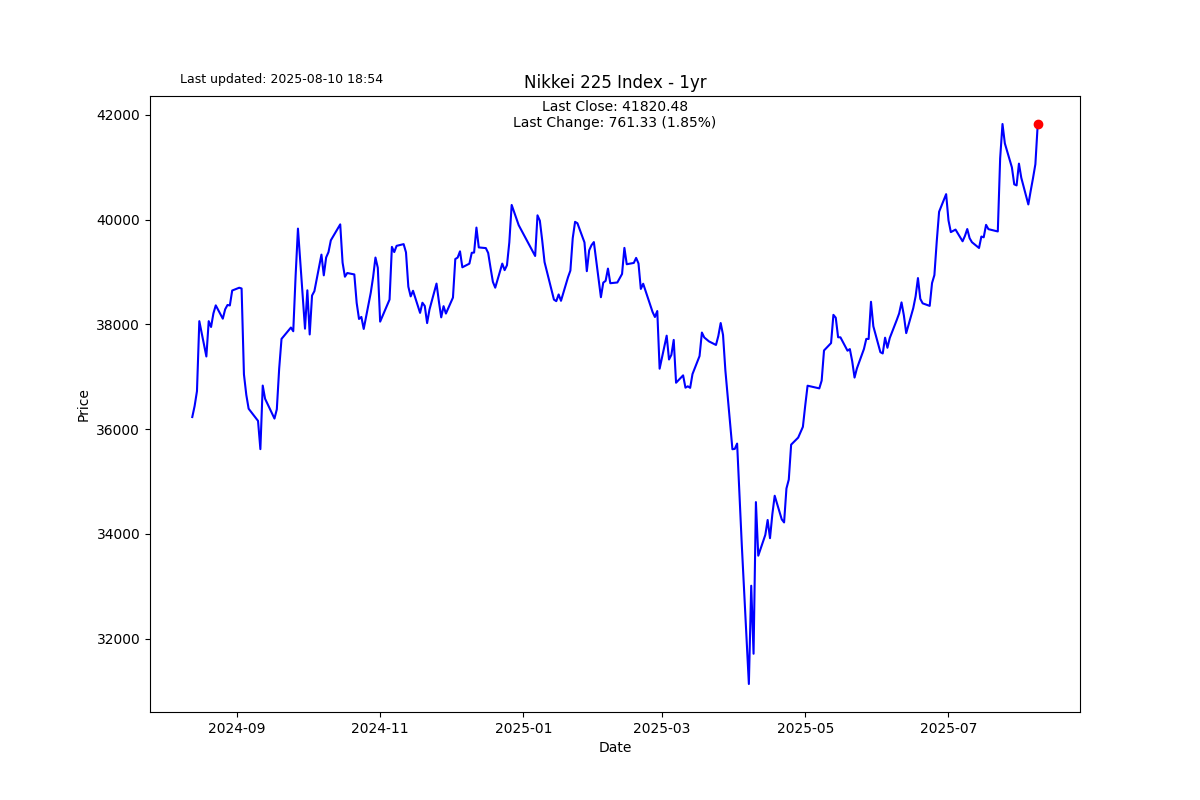 Last updated: 2025-08-10 18:54
Nikkei 225 Index - 1yr
Last Close: 41820.48
Last Change: 761.33 (1.85%)
42000
40000
38000
36000
34000
32000
Price
2024-09
2024-11
2025-01
2025-03
2025-05
2025-07
Date